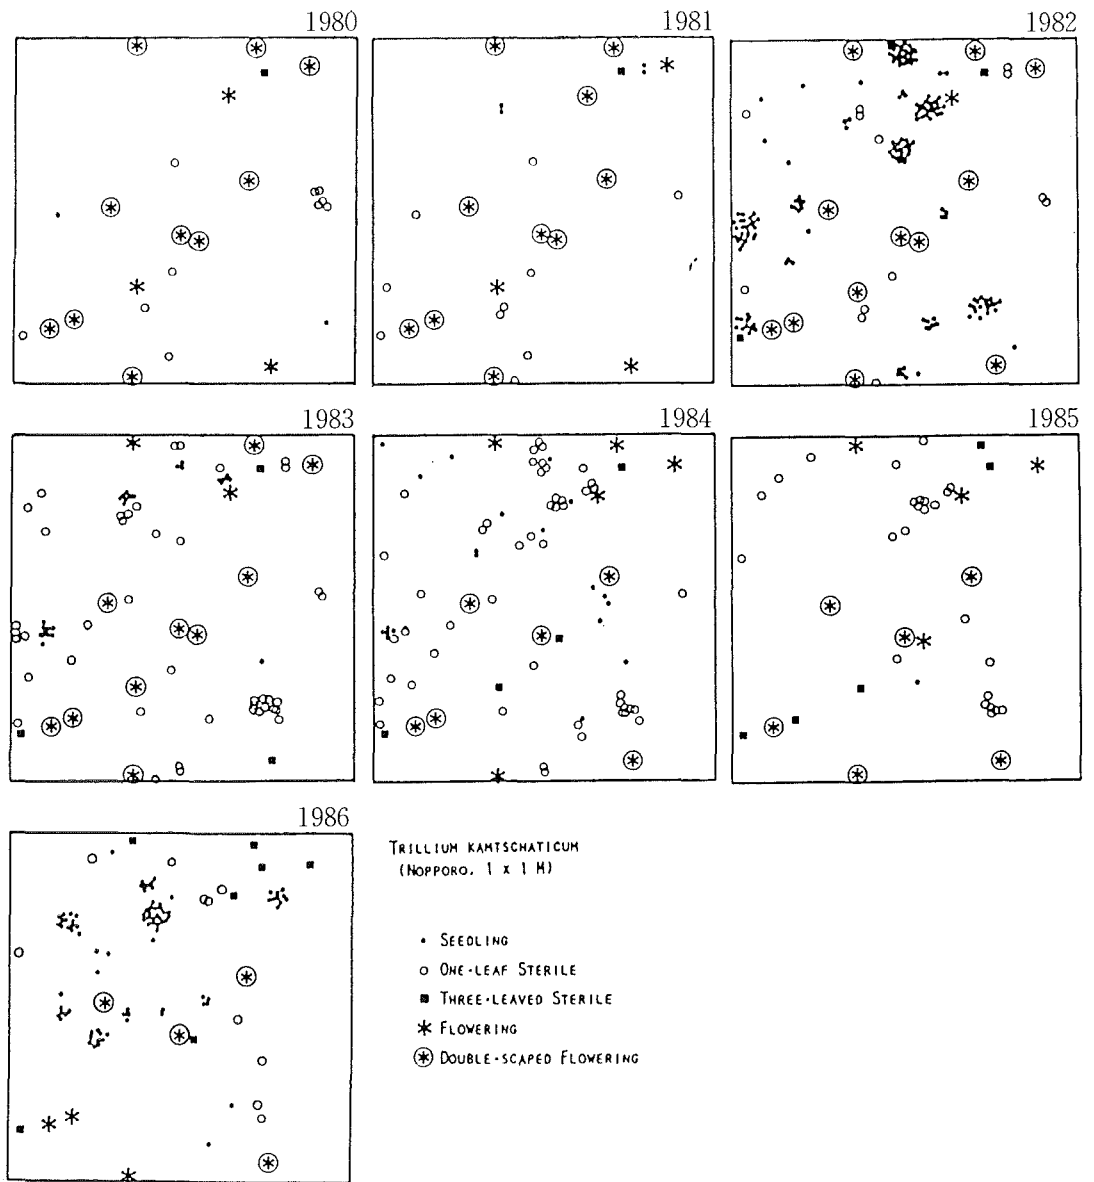 1980
1981
1982
1983
1984
1985
1986
TRILLIUM KAMTSCHATICUM
(NOPPORO, 1 x 1 M)
SEEDLING
ONE-LEAF STERILE
THREE-LEAVED STERILE
FLOWERING
DOUBLE-SCAPED FLOWERING